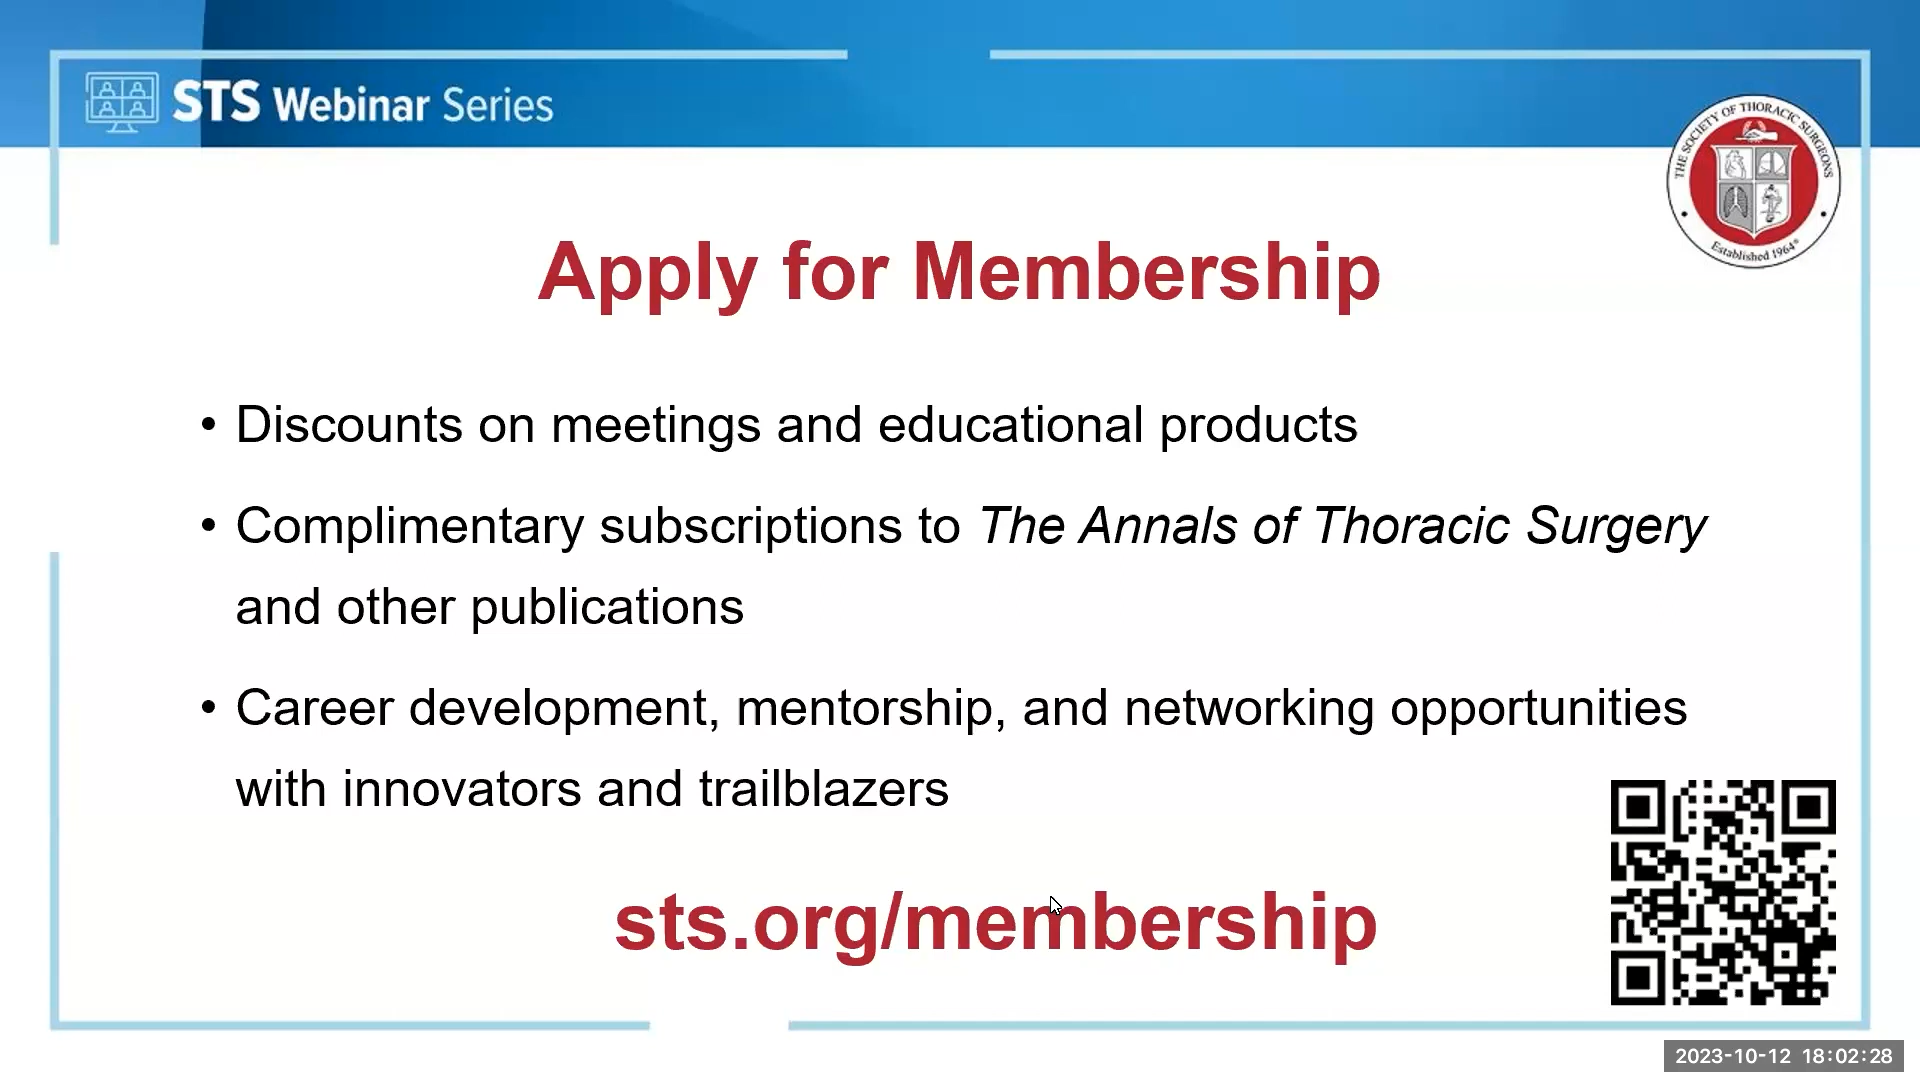 STS Webinar Series
THE SOCIETY OF THORACIC SURGEONS
Established 1964®
Apply for Membership
• Discounts on meetings and educational products
• Complimentary subscriptions to The Annals of Thoracic Surgery
and other publications
• Career development, mentorship, and networking opportunities
with innovators and trailblazers
sts.org/membership
2023-10-12 18:02:28